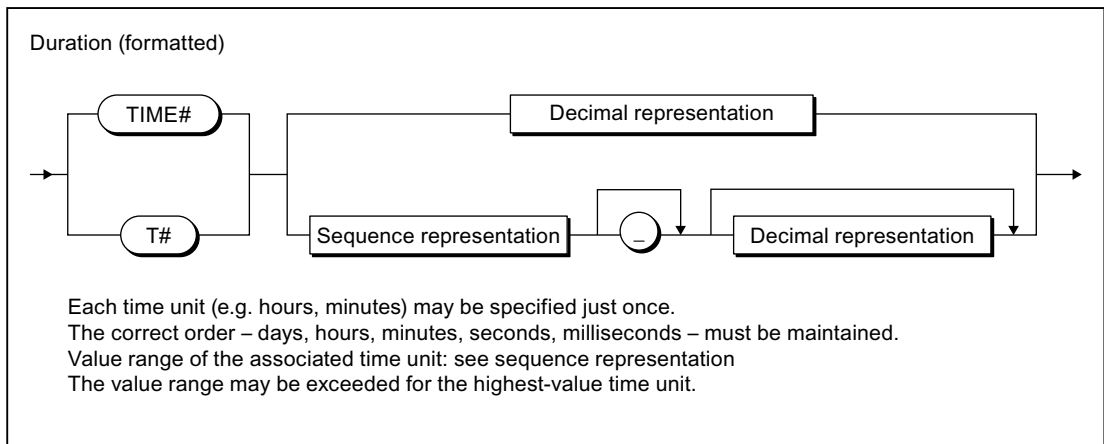 Duration (formatted)
TIME#
Decimal representation
T#
Sequence representation
_
Decimal representation
Each time unit (e.g. hours, minutes) may be specified just once.
The correct order – days, hours, minutes, seconds, milliseconds – must be maintained.
Value range of the associated time unit: see sequence representation
The value range may be exceeded for the highest-value time unit.